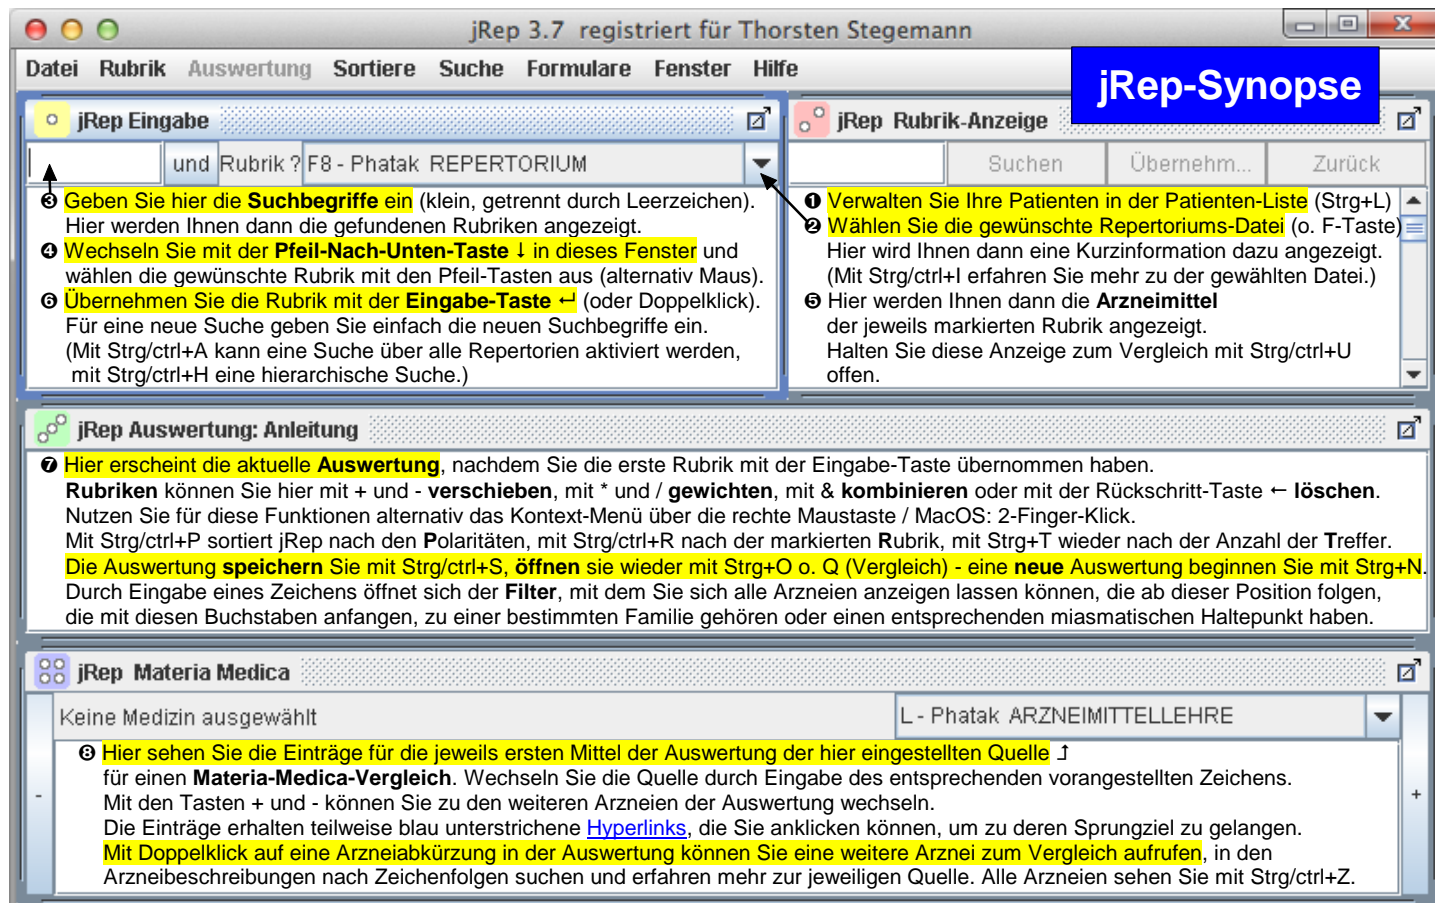 jRep 3.7 registriert für Thorsten Stegemann
Datei Rubrik Auswertung Sortiere Suche Formulare Fenster Hilfe
jRep-Synopse
jRep Eingabe
und Rubrik ? F8 - Phatak REPERTORIUM
❸ Geben Sie hier die Suchbegriffe ein (klein, getrennt durch Leerzeichen).
Hier werden Ihnen dann die gefundenen Rubriken angezeigt.
❹ Wechseln Sie mit der Pfeil-Nach-Unten-Taste ↓ in dieses Fenster und
wählen die gewünschte Rubrik mit den Pfeil-Tasten aus (alternativ Maus).
❻ Übernehmen Sie die Rubrik mit der Eingabe-Taste ↵ (oder Doppelklick).
Für eine neue Suche geben Sie einfach die neuen Suchbegriffe ein.
(Mit Strg/ctrl+A kann eine Suche über alle Repertorien aktiviert werden,
mit Strg/ctrl+H eine hierarchische Suche.)
jRep Rubrik-Anzeige
Suchen Übernehm... Zurück
❶ Verwalten Sie Ihre Patienten in der Patienten-Liste (Strg+L)
❷ Wählen Sie die gewünschte Repertoriums-Datei (o. F-Taste)
Hier wird Ihnen dann eine Kurzinformation dazu angezeigt.
(Mit Strg/ctrl+I erfahren Sie mehr zu der gewählten Datei.)
❺ Hier werden Ihnen dann die Arzneimittel
der jeweils markierten Rubrik angezeigt.
Halten Sie diese Anzeige zum Vergleich mit Strg/ctrl+U
offen.
jRep Auswertung: Anleitung
❼ Hier erscheint die aktuelle Auswertung, nachdem Sie die erste Rubrik mit der Eingabe-Taste übernommen haben.
Rubriken können Sie hier mit + und - verschieben, mit * und / gewichten, mit & kombinieren oder mit der Rückschritt-Taste ← löschen.
Nutzen Sie für diese Funktionen alternativ das Kontext-Menü über die rechte Maustaste / MacOS: 2-Finger-Klick.
Mit Strg/ctrl+P sortiert jRep nach den Polaritäten, mit Strg/ctrl+R nach der markierten Rubrik, mit Strg+T wieder nach der Anzahl der Treffer.
Die Auswertung speichern Sie mit Strg/ctrl+S, öffnen sie wieder mit Strg+O o. Q (Vergleich) - eine neue Auswertung beginnen Sie mit Strg+N.
Durch Eingabe eines Zeichens öffnet sich der Filter, mit dem Sie sich alle Arzneien anzeigen lassen können, die ab dieser Position folgen,
die mit diesen Buchstaben anfangen, zu einer bestimmten Familie gehören oder einen entsprechenden miasmatischen Haltepunkt haben.
jRep Materia Medica
Keine Medizin ausgewählt
L - Phatak ARZNEIMITTELLEHRE
❽ Hier sehen Sie die Einträge für die jeweils ersten Mittel der Auswertung der hier eingestellten Quelle ⮥
für einen Materia-Medica-Vergleich. Wechseln Sie die Quelle durch Eingabe des entsprechenden vorangestellten Zeichens.
- Mit den Tasten + und - können Sie zu den weiteren Arzneien der Auswertung wechseln. +
Die Einträge erhalten teilweise blau unterstrichene Hyperlinks, die Sie anklicken können, um zu deren Sprungziel zu gelangen.
Mit Doppelklick auf eine Arzneiabkürzung in der Auswertung können Sie eine weitere Arznei zum Vergleich aufrufen, in den
Arzneibeschreibungen nach Zeichenfolgen suchen und erfahren mehr zur jeweiligen Quelle. Alle Arzneien sehen Sie mit Strg/ctrl+Z.